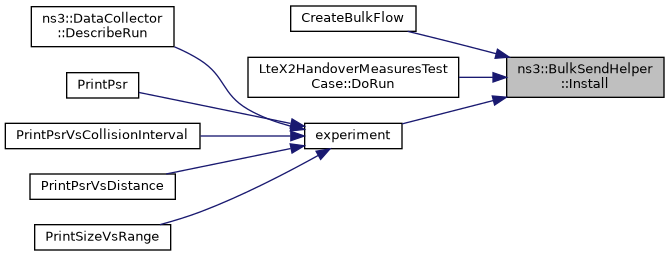 ns3::DataCollector
::DescribeRun
PrintPsr
PrintPsrVsCollisionInterval
PrintPsrVsDistance
PrintSizeVsRange
CreateBulkFlow
LteX2HandoverMeasuresTest
Case::DoRun
experiment
ns3::BulkSendHelper
::Install